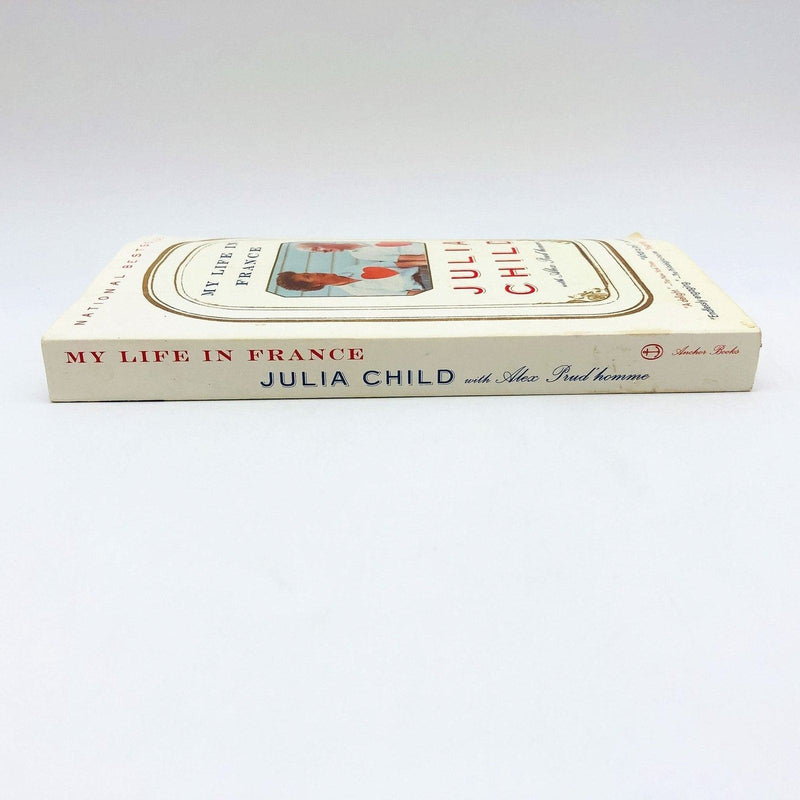 NATIONAL BESTS
MY LIFE IN
FRANCE
JULIA
CHILD
MY LIFE IN FRANCE
JULIA CHILD with Alex Prud'homme
Anchor Books